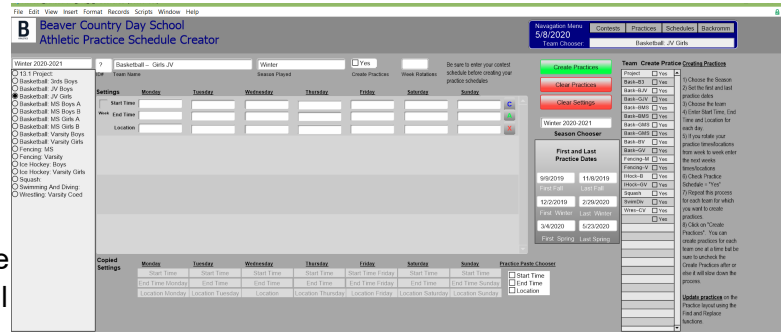 File Edit View Insert Format Records Scripts Window Help
B
Beaver Country Day School
Athletic Practice Schedule Creator
Navigation Menu
5/8/2020
Team Chooser:
Contests Practices Schedules Backromm
Basketball: JV Girls
Winter 2020-2021
13.1 Project:
Basketball: 3rds Boys
Basketball: JV Boys
Basketball: JV Girls
Basketball: MS Boys A
Basketball: MS Boys B
Basketball: MS Girls A
Basketball: MS Girls B
Basketball: Varsity Boys
Basketball: Varsity Girls
Fencing: MS
Fencing: Varsity
Ice Hockey: Boys
Ice Hockey: Varsity Girls
Squash:
Swimming And Diving:
Wrestling: Varsity Coed
? Basketball – Girls JV Winter Yes
ID# Team Name Season Played Create Practices Week Rotations
Be sure to enter your contest
schedule before creating your
practice schedules
Settings Monday Tuesday Wednesday Thursday Friday Saturday Sunday
Start Time
Week End Time
Location
C
Create Practices
Clear Practices
Clear Settings
Winter 2020-2021
Season Chooser
First and Last
Practice Dates
9/9/2019 11/8/2019
First Fall Last Fall
12/2/2019 2/29/2020
First Winter Last Winter
3/4/2020 5/23/2020
First Spring Last Spring
Team Create Pratice
Project Yes
Bask-B3 Yes
Bask-BJV Yes
Bask-GJV Yes
Bask-BMS Yes
Bask-BMS Yes
Bask-GMS Yes
Bask-GMS Yes
Bask-BV Yes
Bask-GV Yes
Fencing-M Yes
Fencing-V Yes
IHock-B Yes
IHock-GV Yes
Squash Yes
SwimDiv Yes
Wres-CV Yes
Yes
Creating Practices
1) Choose the Season
2) Set the first and last
practice dates
3) Choose the team
4) Enter Start Time, End
Time and Location for
each day
5) If you rotate your
practice times/locations
from week to week enter
the next weeks
times/locations
6) Check Practice
Schedule = "Yes"
7) Repeat this process
for each team for which
you want to create
practices
8) Click on "Create
Practices". You can
create practices for each
team one at a time but be
sure to uncheck the
Create Practices after or
else it will slow down the
process.
Update practices on the
Practice layout using the
Find and Replace
functions.
Copied
Settings
Monday Tuesday Wednesday Thursday Friday Saturday Sunday Practice Paste Chooser
Start Time Start Time Start Time Start Time Start Time Friday Start Time Start Time Start Time
End Time Monday End Time Tuesday End Time End Time Thursday End Time Friday End Time End Time Sunday End Time
Location Monday Location Tuesday Location Location Thursday Location Friday Location Saturday Location Sunday Location
e
l